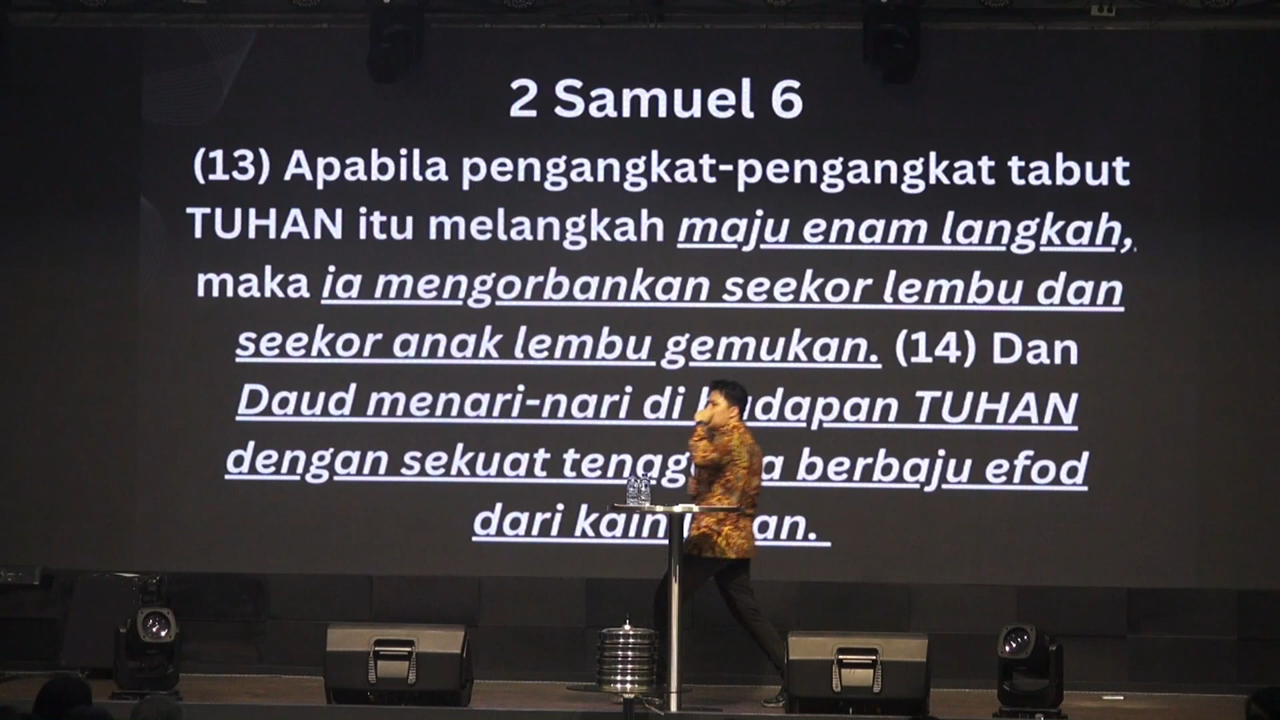 2 Samuel 6
(13) Apabila pengangkat-pengangkat tabut
TUHAN itu melangkah maju enam langkah,
maka ia mengorbankan seekor lembu dan
seekor anak lembu gemukan. (14) Dan
Daud menari-nari di TUHAN
dengan sekuat berbaju efod
dari kain